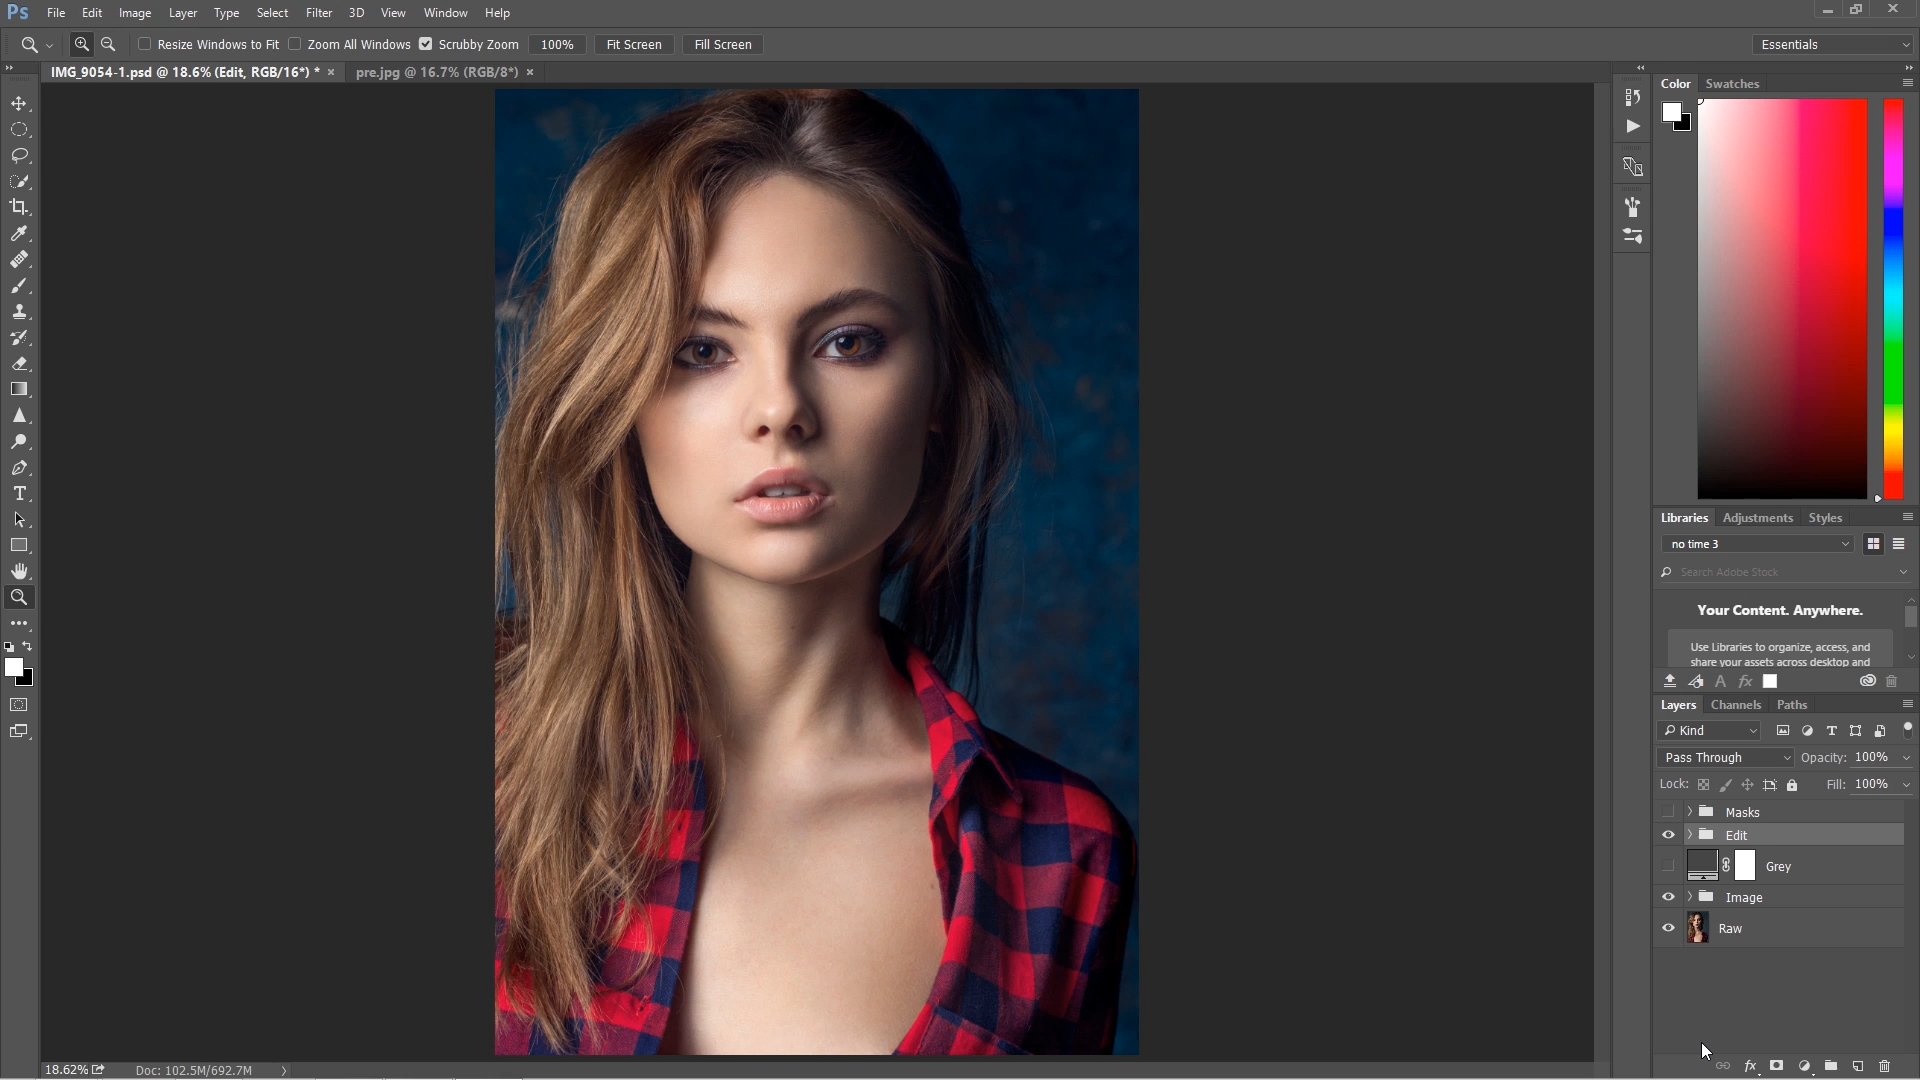 Ps File Edit Image Layer Type Select Filter 3D View Window Help
Resize Windows to Fit Zoom All Windows Scrubby Zoom 100% Fit Screen Fill Screen Essentials
IMG_9054-1.psd @ 18.6% (Edit, RGB/16*) * × pre.jpg @ 16.7% (RGB/8*) ×
Color Swatches
Libraries Adjustments Styles
no time 3
Search Adobe Stock
Your Content. Anywhere.
Use Libraries to organize, access, and
share your assets across desktop and
Layers Channels Paths
Kind
Pass Through Opacity: 100%
Lock: Fill: 100%
Masks
Edit
Grey
Image
Raw
18.62% Doc: 102.5M/692.7M